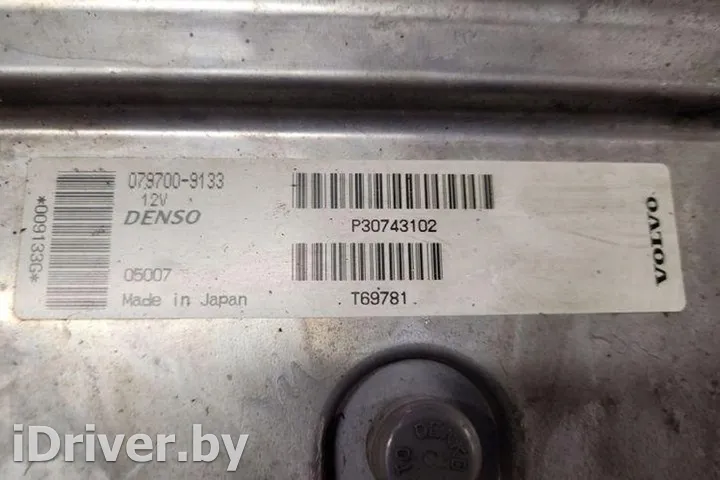 *009133G*
079700-9133
12V
DENSO
05007
Made in Japan
P30743102
T69781
VOLVO
iDriver.by